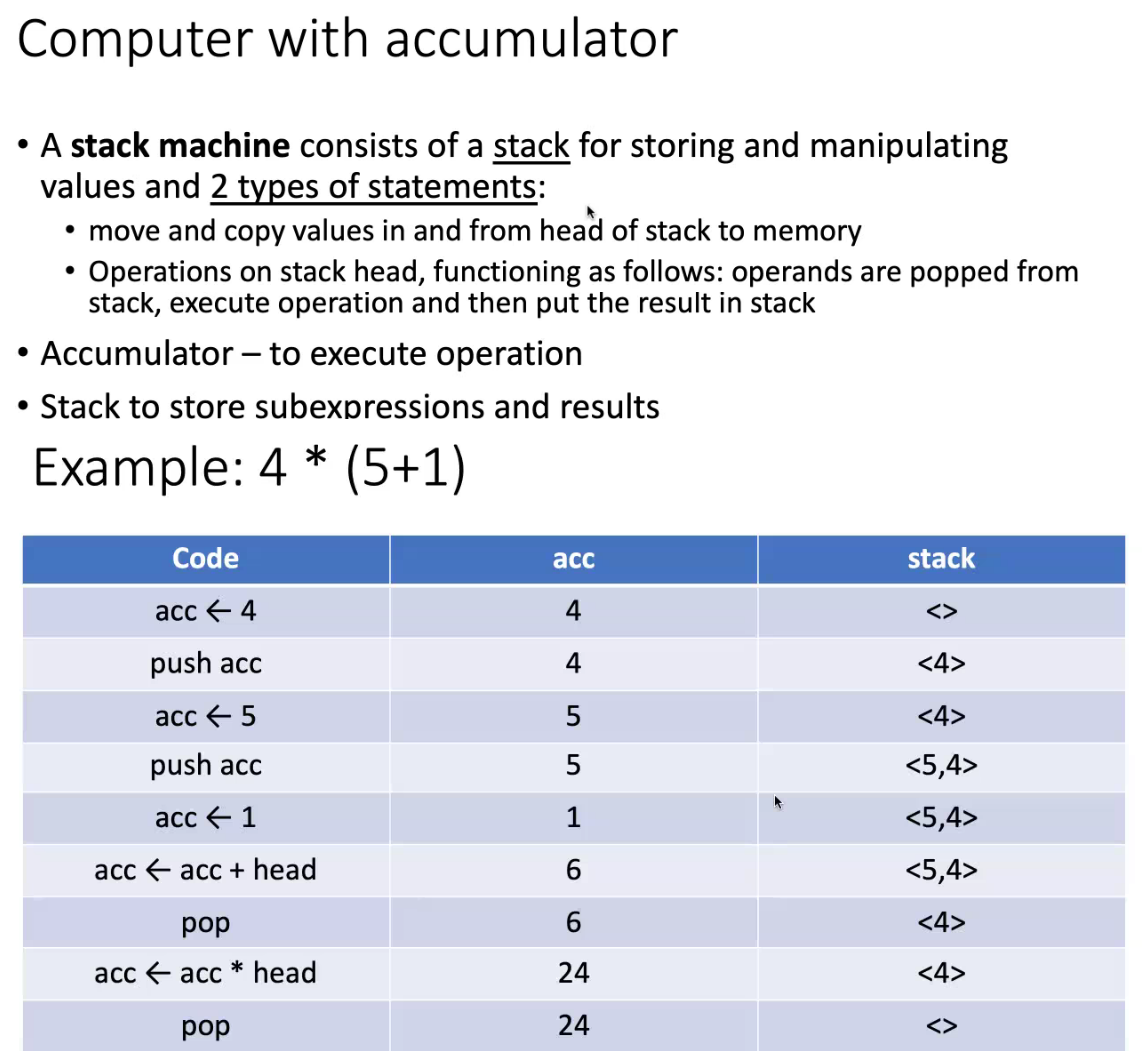 Computer with accumulator
• A stack machine consists of a stack for storing and manipulating
values and 2 types of statements:
• move and copy values in and from head of stack to memory
• Operations on stack head, functioning as follows: operands are popped from
stack, execute operation and then put the result in stack
• Accumulator – to execute operation
• Stack to store subexpressions and results
Example: 4 * (5+1)
Code acc stack
acc ← 4 4 <>
push acc 4 <4>
acc ← 5 5 <4>
push acc 5 <5,4>
acc ← 1 1 <5,4>
acc ← acc + head 6 <5,4>
pop 6 <4>
acc ← acc * head 24 <4>
pop 24 <>